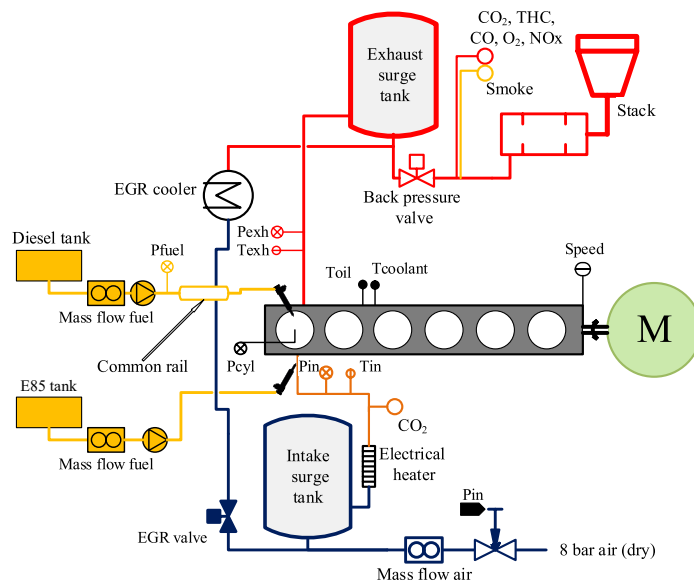 CO₂, THC,
CO, O₂, NOx
Exhaust
surge
tank
Smoke
Stack
EGR cooler
Back pressure
valve
Diesel tank
Pfuel
Pexh
Texh
Speed
Toil
Tcoolant
Mass flow fuel
M
Common rail
Pcyl
Pin
Tin
E85 tank
CO₂
Mass flow fuel
Intake
surge
tank
Electrical
heater
Pin
EGR valve
8 bar air (dry)
Mass flow air